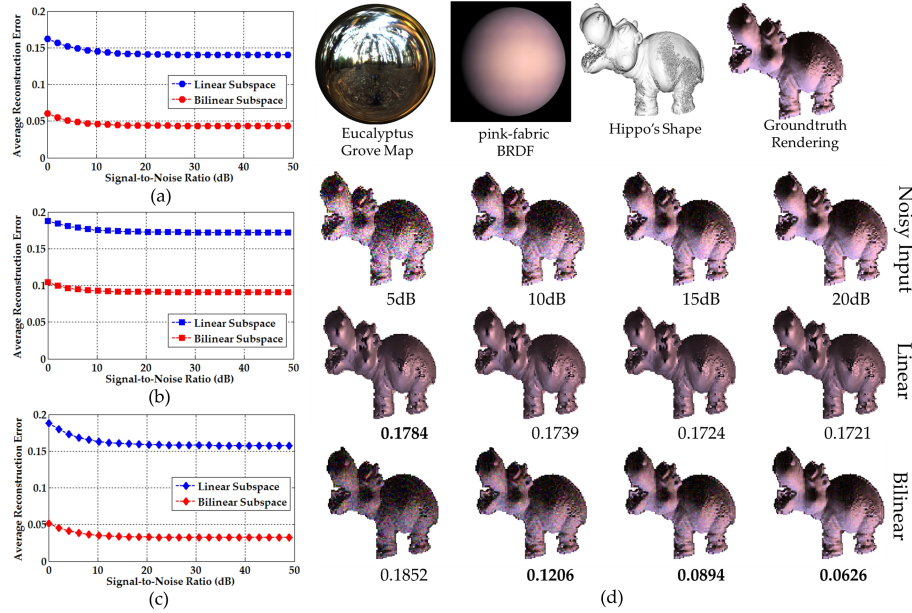 Average Reconstruction Error
0.2
0.15
0.1
0.05
0
0 10 20 30 40 50
Signal-to-Noise Ratio (dB)
Linear Subspace
Bilinear Subspace
(a)
Average Reconstruction Error
0.2
0.15
0.1
0.05
0
0 10 20 30 40 50
Signal-to-Noise Ratio (dB)
Linear Subspace
Bilinear Subspace
(b)
Average Reconstruction Error
0.2
0.15
0.1
0.05
0
0 10 20 30 40 50
Signal-to-Noise Ratio (dB)
Linear Subspace
Bilinear Subspace
(c)
Eucalyptus
Grove Map
pink-fabric
BRDF
Hippo's Shape
Groundtruth
Rendering
Noisy Input
5dB 10dB 15dB 20dB
Linear
0.1784 0.1739 0.1724 0.1721
Bilinear
0.1852 0.1206 0.0894 0.0626
(d)